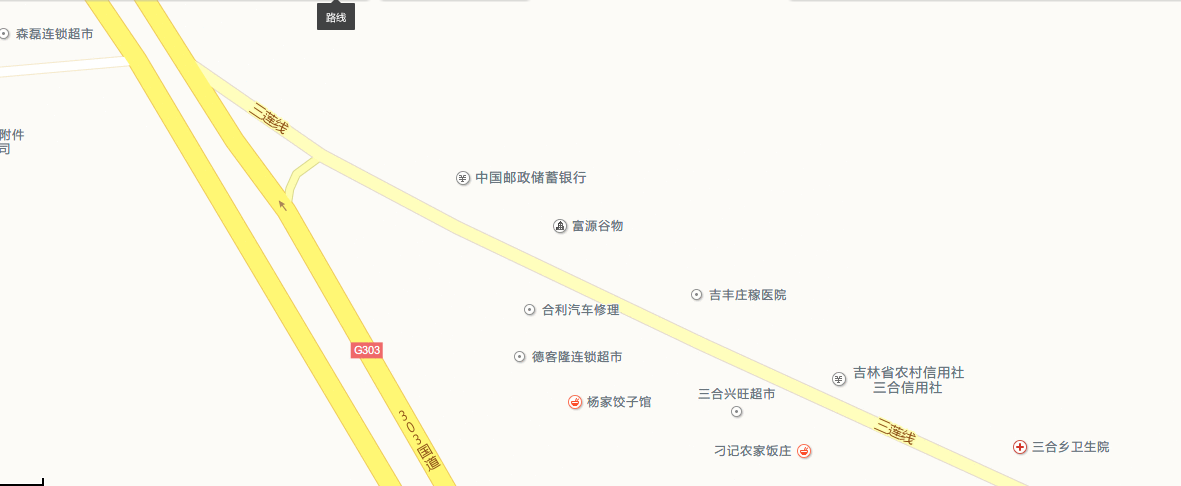 路线
森磊连锁超市
三莲线
附件
司
中国邮政储蓄银行
富源谷物
吉丰庄稼医院
合利汽车修理
G303
德客隆连锁超市
吉林省农村信用社
三合信用社
杨家饺子馆
三合兴旺超市
303国道
三莲线
刁记农家饭庄
三合乡卫生院